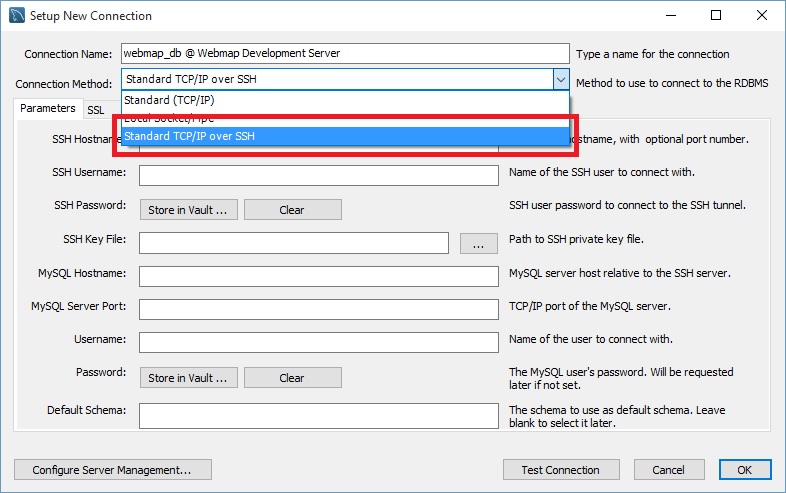 Setup New Connection
Connection Name: webmap_db @ Webmap Development Server Type a name for the connection
Connection Method: Standard TCP/IP over SSH Method to use to connect to the RDBMS
Standard (TCP/IP)
Parameters SSL
Local Socket/Pipe
Standard TCP/IP over SSH
SSH Hostname: hostname, with optional port number.
SSH Username: Name of the SSH user to connect with.
SSH Password: Store in Vault ... Clear SSH user password to connect to the SSH tunnel.
SSH Key File: ... Path to SSH private key file.
MySQL Hostname: MySQL server host relative to the SSH server.
MySQL Server Port: TCP/IP port of the MySQL server.
Username: Name of the user to connect with.
Password: Store in Vault ... Clear The MySQL user's password. Will be requested
later if not set.
Default Schema: The schema to use as default schema. Leave
blank to select it later.
Configure Server Management... Test Connection Cancel OK